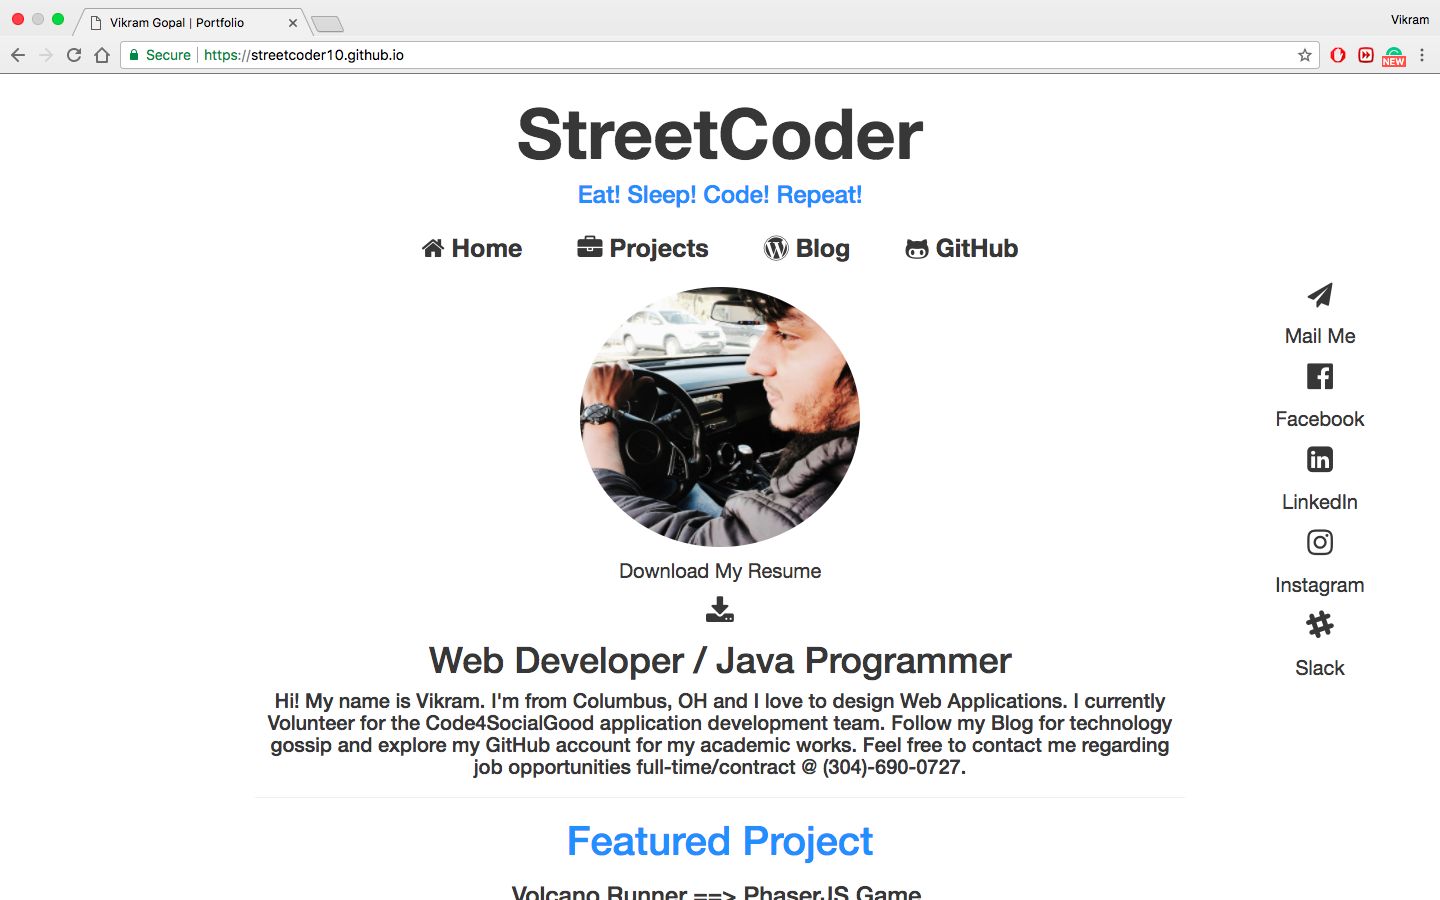 Vikram Gopal | Portfolio
Vikram
Secure
https://streetcoder10.github.io
NEW
StreetCoder
Eat! Sleep! Code! Repeat!
Home Projects Blog GitHub
Mail Me
Facebook
LinkedIn
Instagram
Slack
Download My Resume
Web Developer / Java Programmer
Hi! My name is Vikram. I'm from Columbus, OH and I love to design Web Applications. I currently
Volunteer for the Code4SocialGood application development team. Follow my Blog for technology
gossip and explore my GitHub account for my academic works. Feel free to contact me regarding
job opportunities full-time/contract @ (304)-690-0727.
Featured Project
Volcano Runner ==> PhaserJS Game